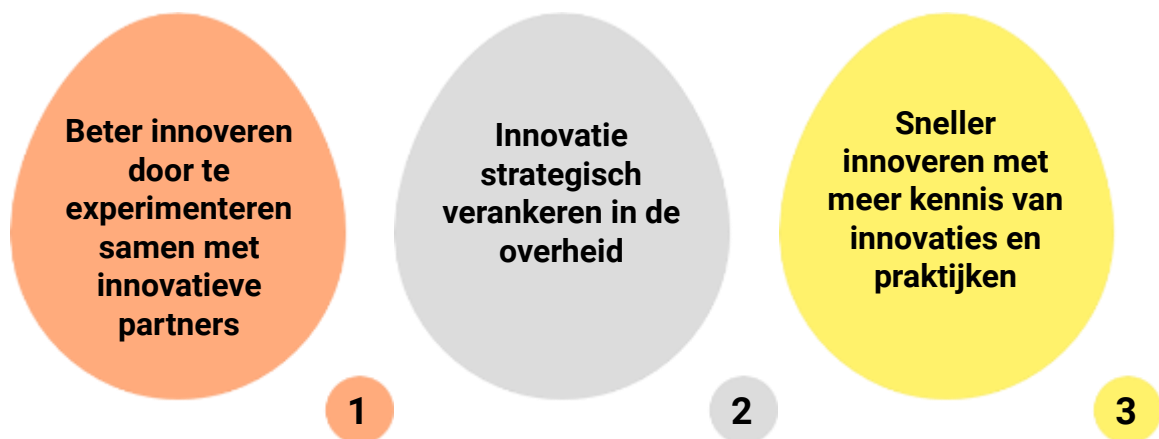 Beter innoveren
door te
experimenteren
samen met
innovatieve
partners
1
Innovatie
strategisch
verankeren in de
overheid
2
Sneller
innoveren met
meer kennis van
innovaties en
praktijken
3